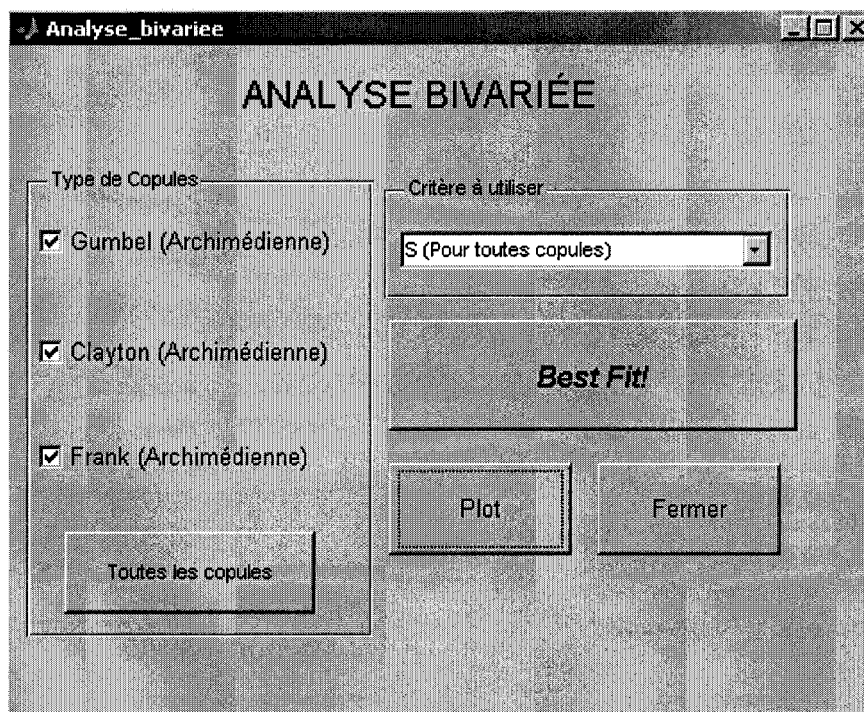 Analyse_bivariee
ANALYSE BIVARIÉE
Type de Copules
Gumbel (Archimédienne)
Clayton (Archimédienne)
Frank (Archimédienne)
Toutes les copules
Critère à utiliser
S (Pour toutes copules)
Best Fit!
Plot
Fermer